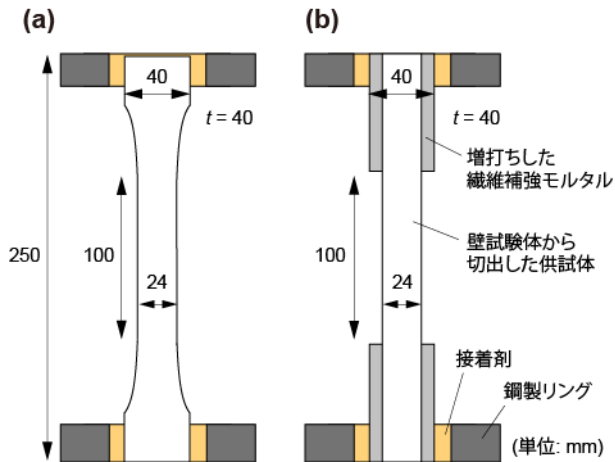 (a)
40
t = 40
250
100
24
(b)
40
t = 40
増打ちした
繊維補強モルタル
壁試験体から
切出した供試体
100
24
接着剤
鋼製リング
(単位: mm)